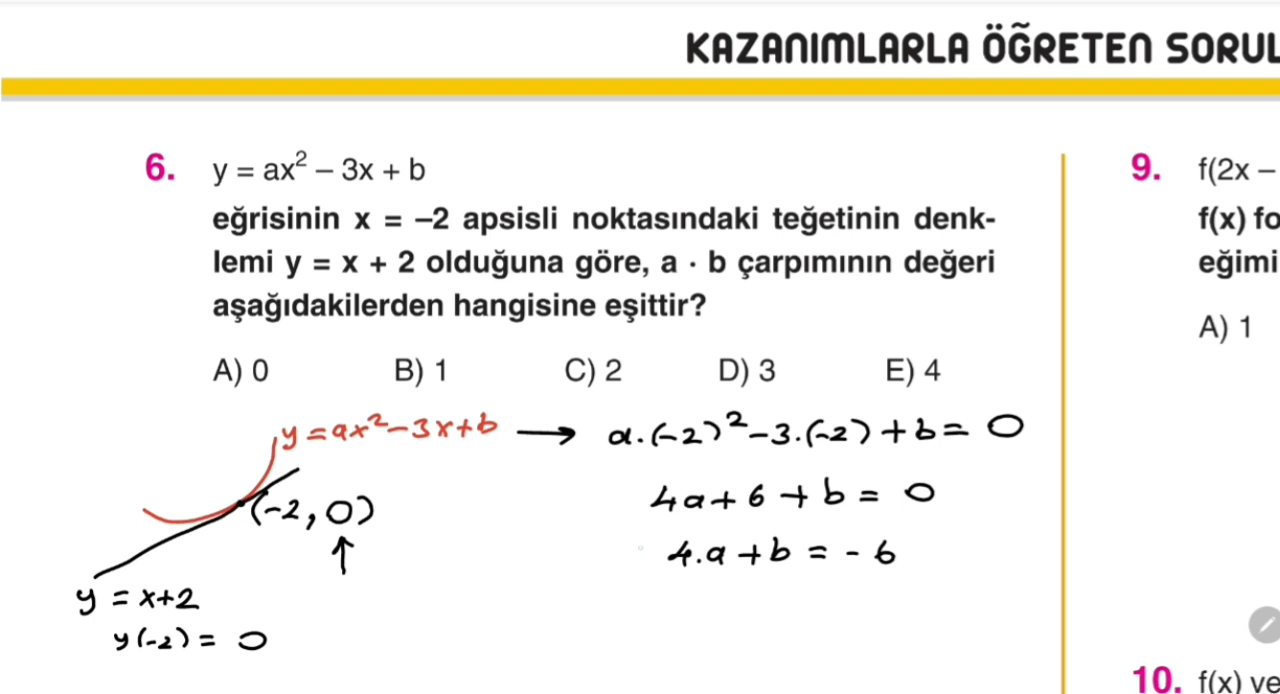 KAZANIMLARLA ÖĞRETEN SORUL
6. y = ax² – 3x + b
eğrisinin x = –2 apsisli noktasındaki teğetinin denk-
lemi y = x + 2 olduğuna göre, a · b çarpımının değeri
aşağıdakilerden hangisine eşittir?
A) 0 B) 1 C) 2 D) 3 E) 4
y = ax² – 3x + b → a.(-2)² – 3.(-2) + b = 0
4a + 6 + b = 0
(-2, 0)
4.a + b = - 6
y = x+2
y(-2) = 0
9. f(2x –
f(x) fo
eğimi
A) 1
10. f(x) ve